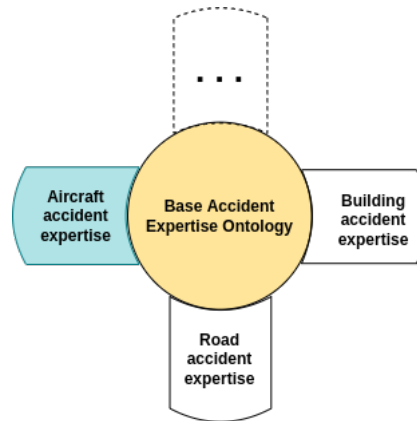 ...
Aircraft
accident
expertise
Base Accident
Expertise Ontology
Building
accident
expertise
Road
accident
expertise